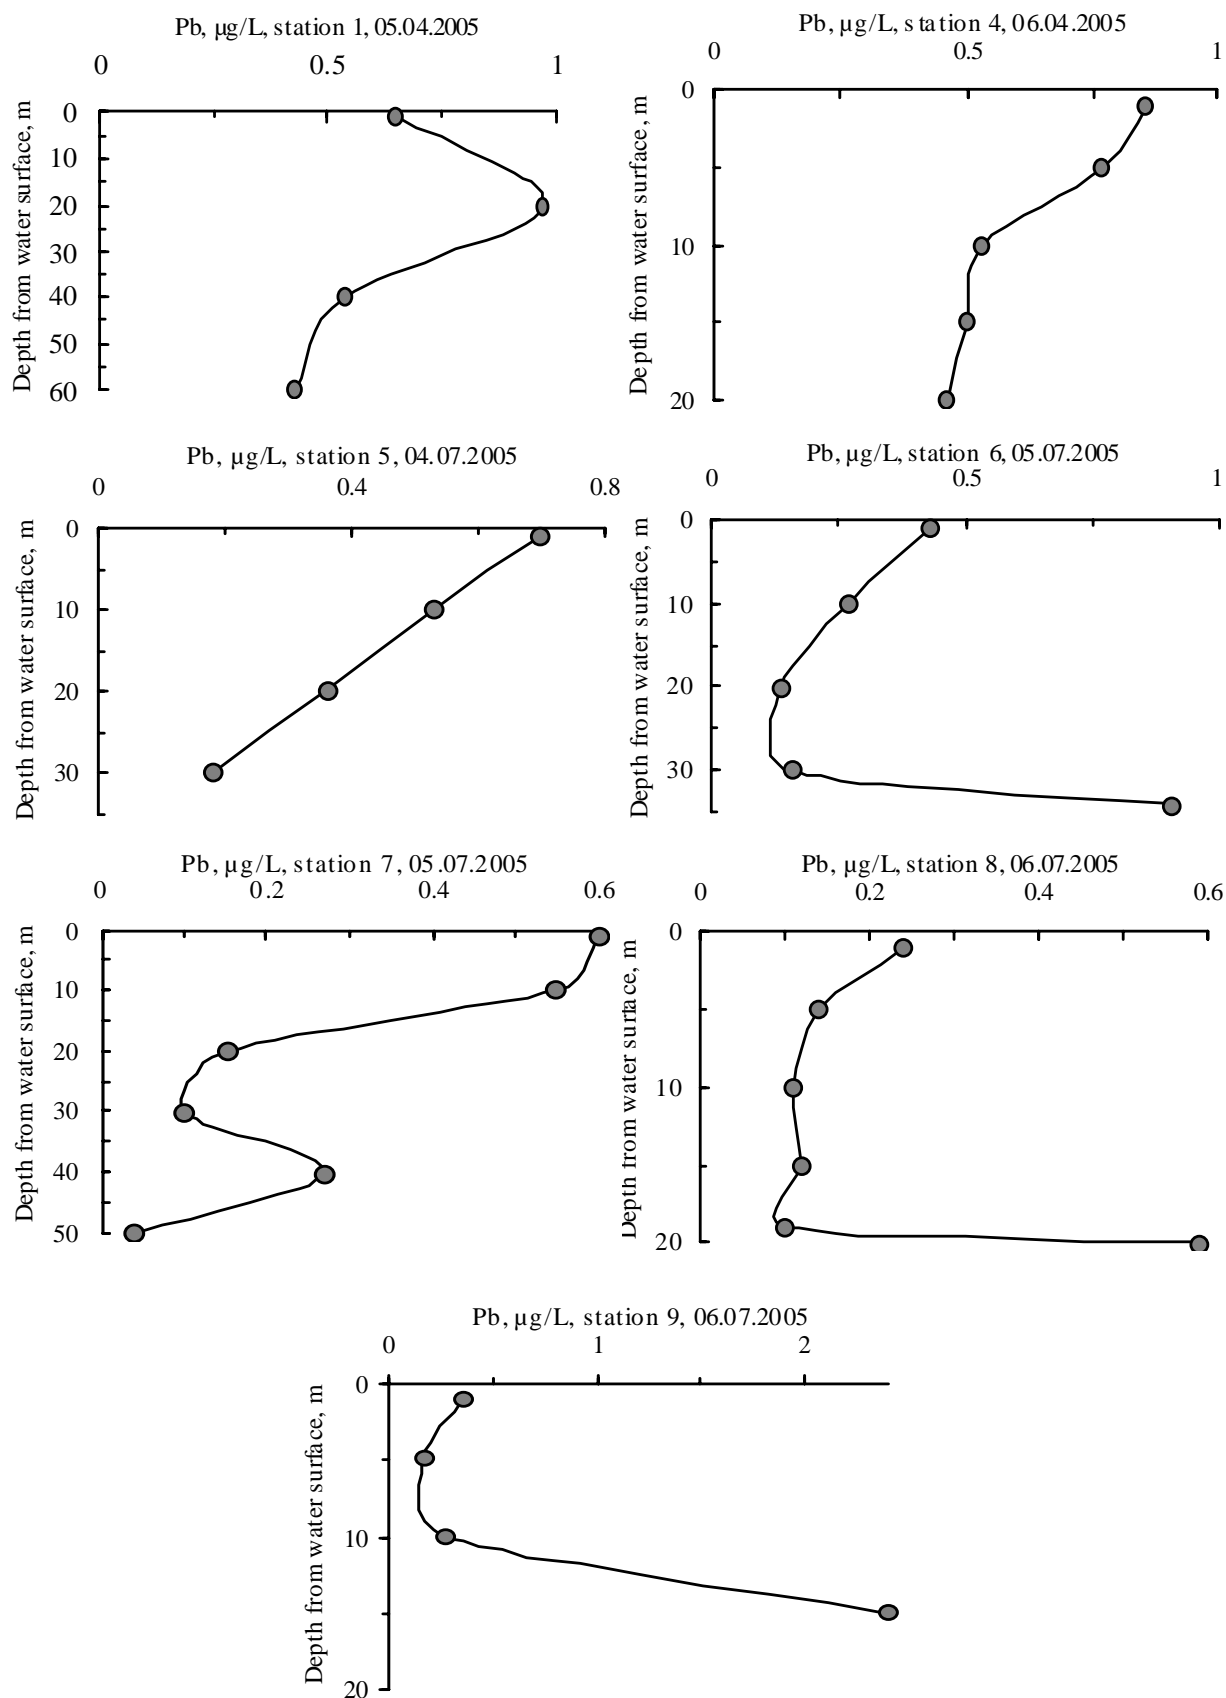 Pb, µg/L, station 1, 05.04.2005
0 0.5 1
Depth from water surface, m
0
10
20
30
40
50
60
Pb, µg/L, station 4, 06.04.2005
0 0.5 1
Depth from water surface, m
0
10
20
Pb, µg/L, station 5, 04.07.2005
0 0.4 0.8
Depth from water surface, m
0
10
20
30
Pb, µg/L, station 6, 05.07.2005
0 0.5 1
Depth from water surface, m
0
10
20
30
Pb, µg/L, station 7, 05.07.2005
0 0.2 0.4 0.6
Depth from water surface, m
0
10
20
30
40
50
Pb, µg/L, station 8, 06.07.2005
0 0.2 0.4 0.6
Depth from water surface, m
0
10
20
Pb, µg/L, station 9, 06.07.2005
0 1 2
Depth from water surface, m
0
10
20